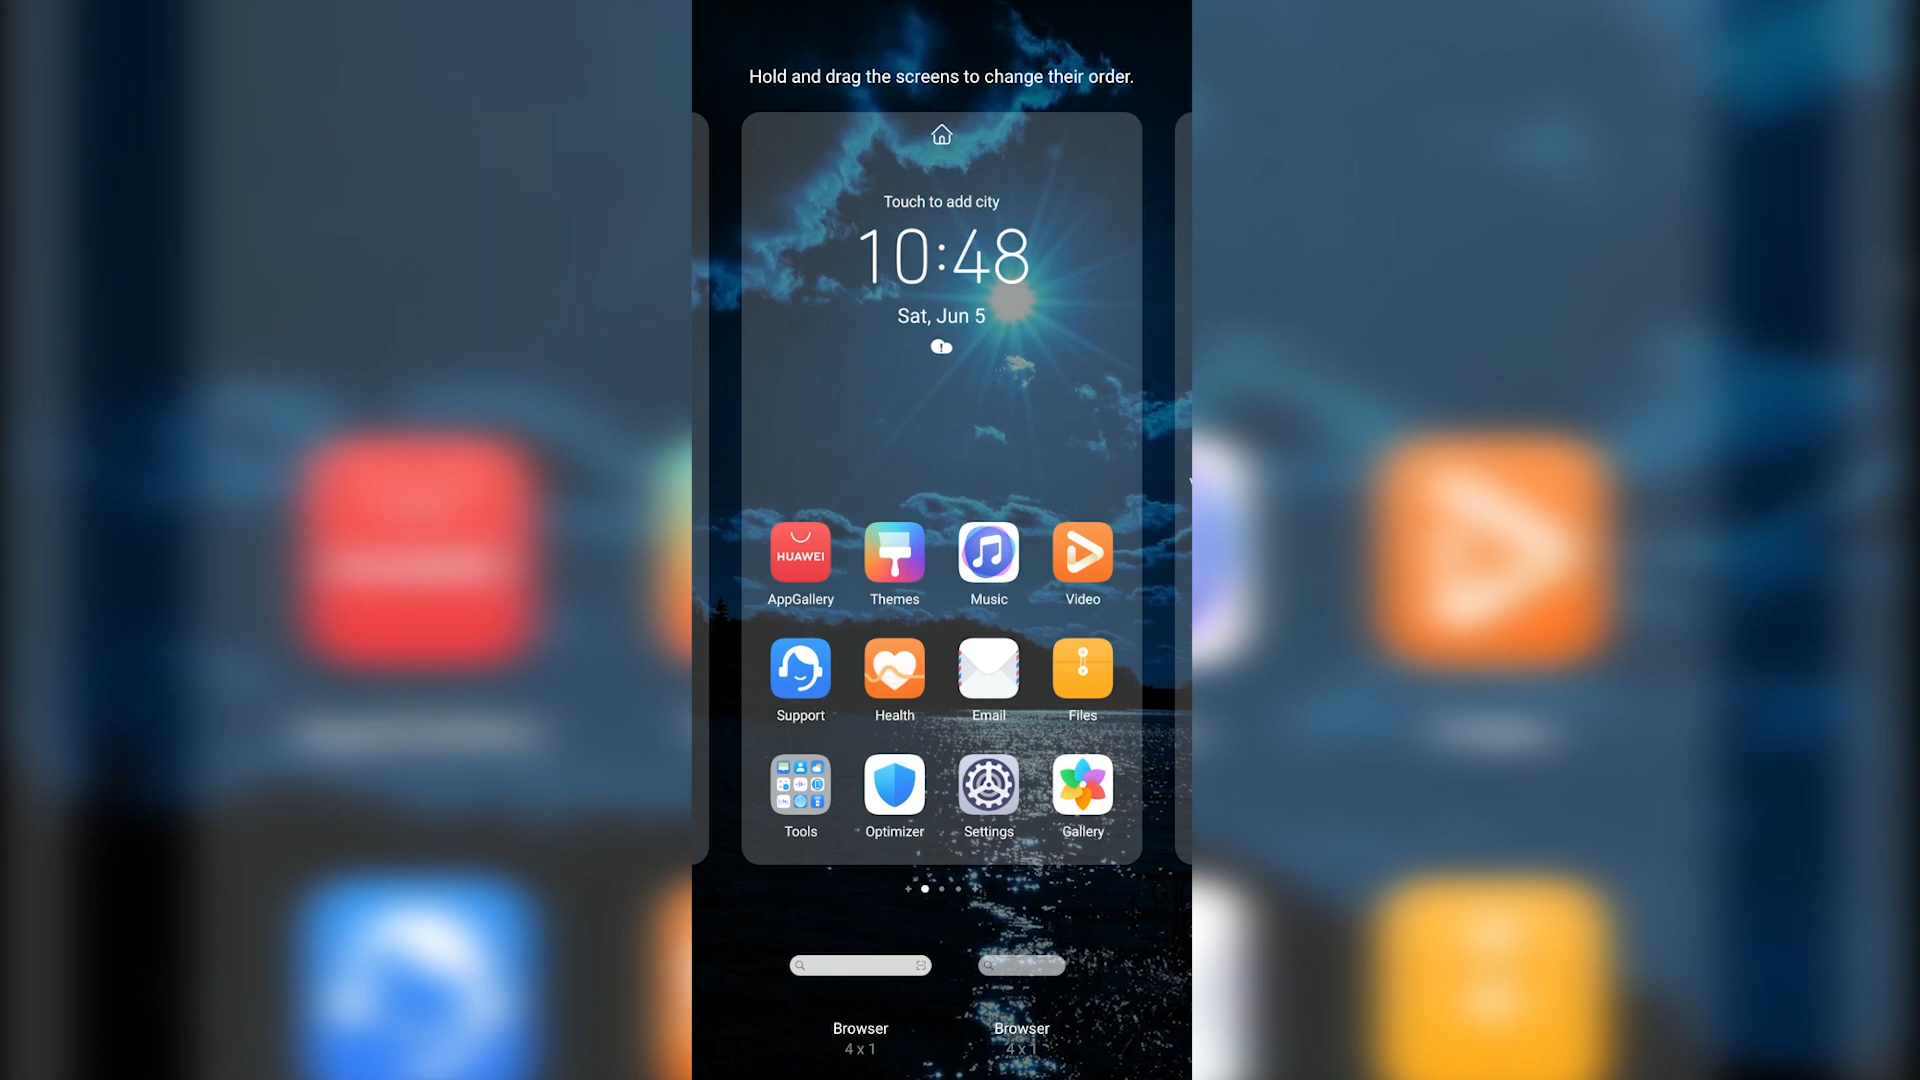 Hold and drag the screens to change their order.
Touch to add city
10:48
Sat, Jun 5
HUAWEI
AppGallery Themes Music Video
Support Health Email Files
Tools Optimizer Settings Gallery
Browser Browser
4 x 1 4 x 1